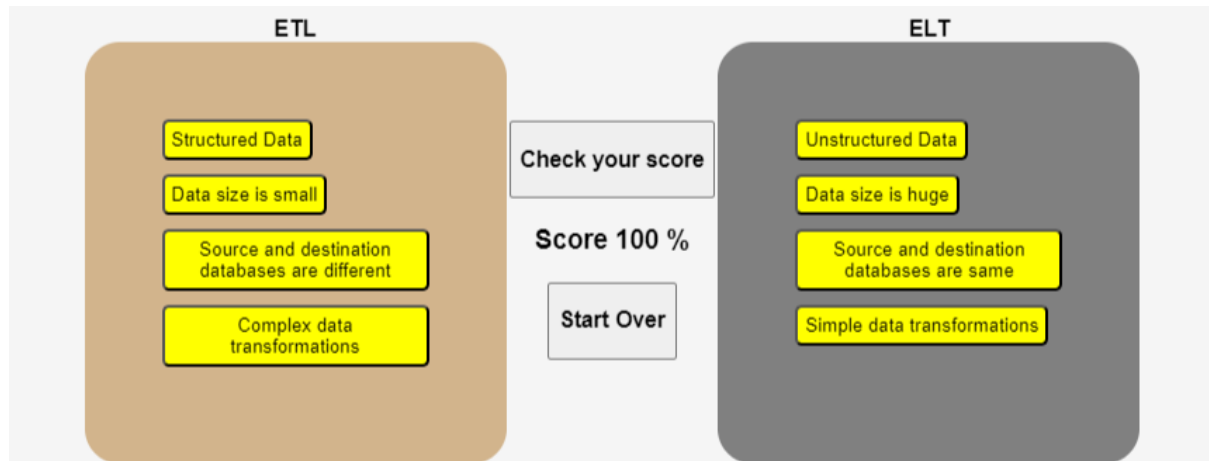 ETL
Structured Data
Data size is small
Source and destination
databases are different
Complex data
transformations
Check your score
Score 100 %
Start Over
ELT
Unstructured Data
Data size is huge
Source and destination
databases are same
Simple data transformations